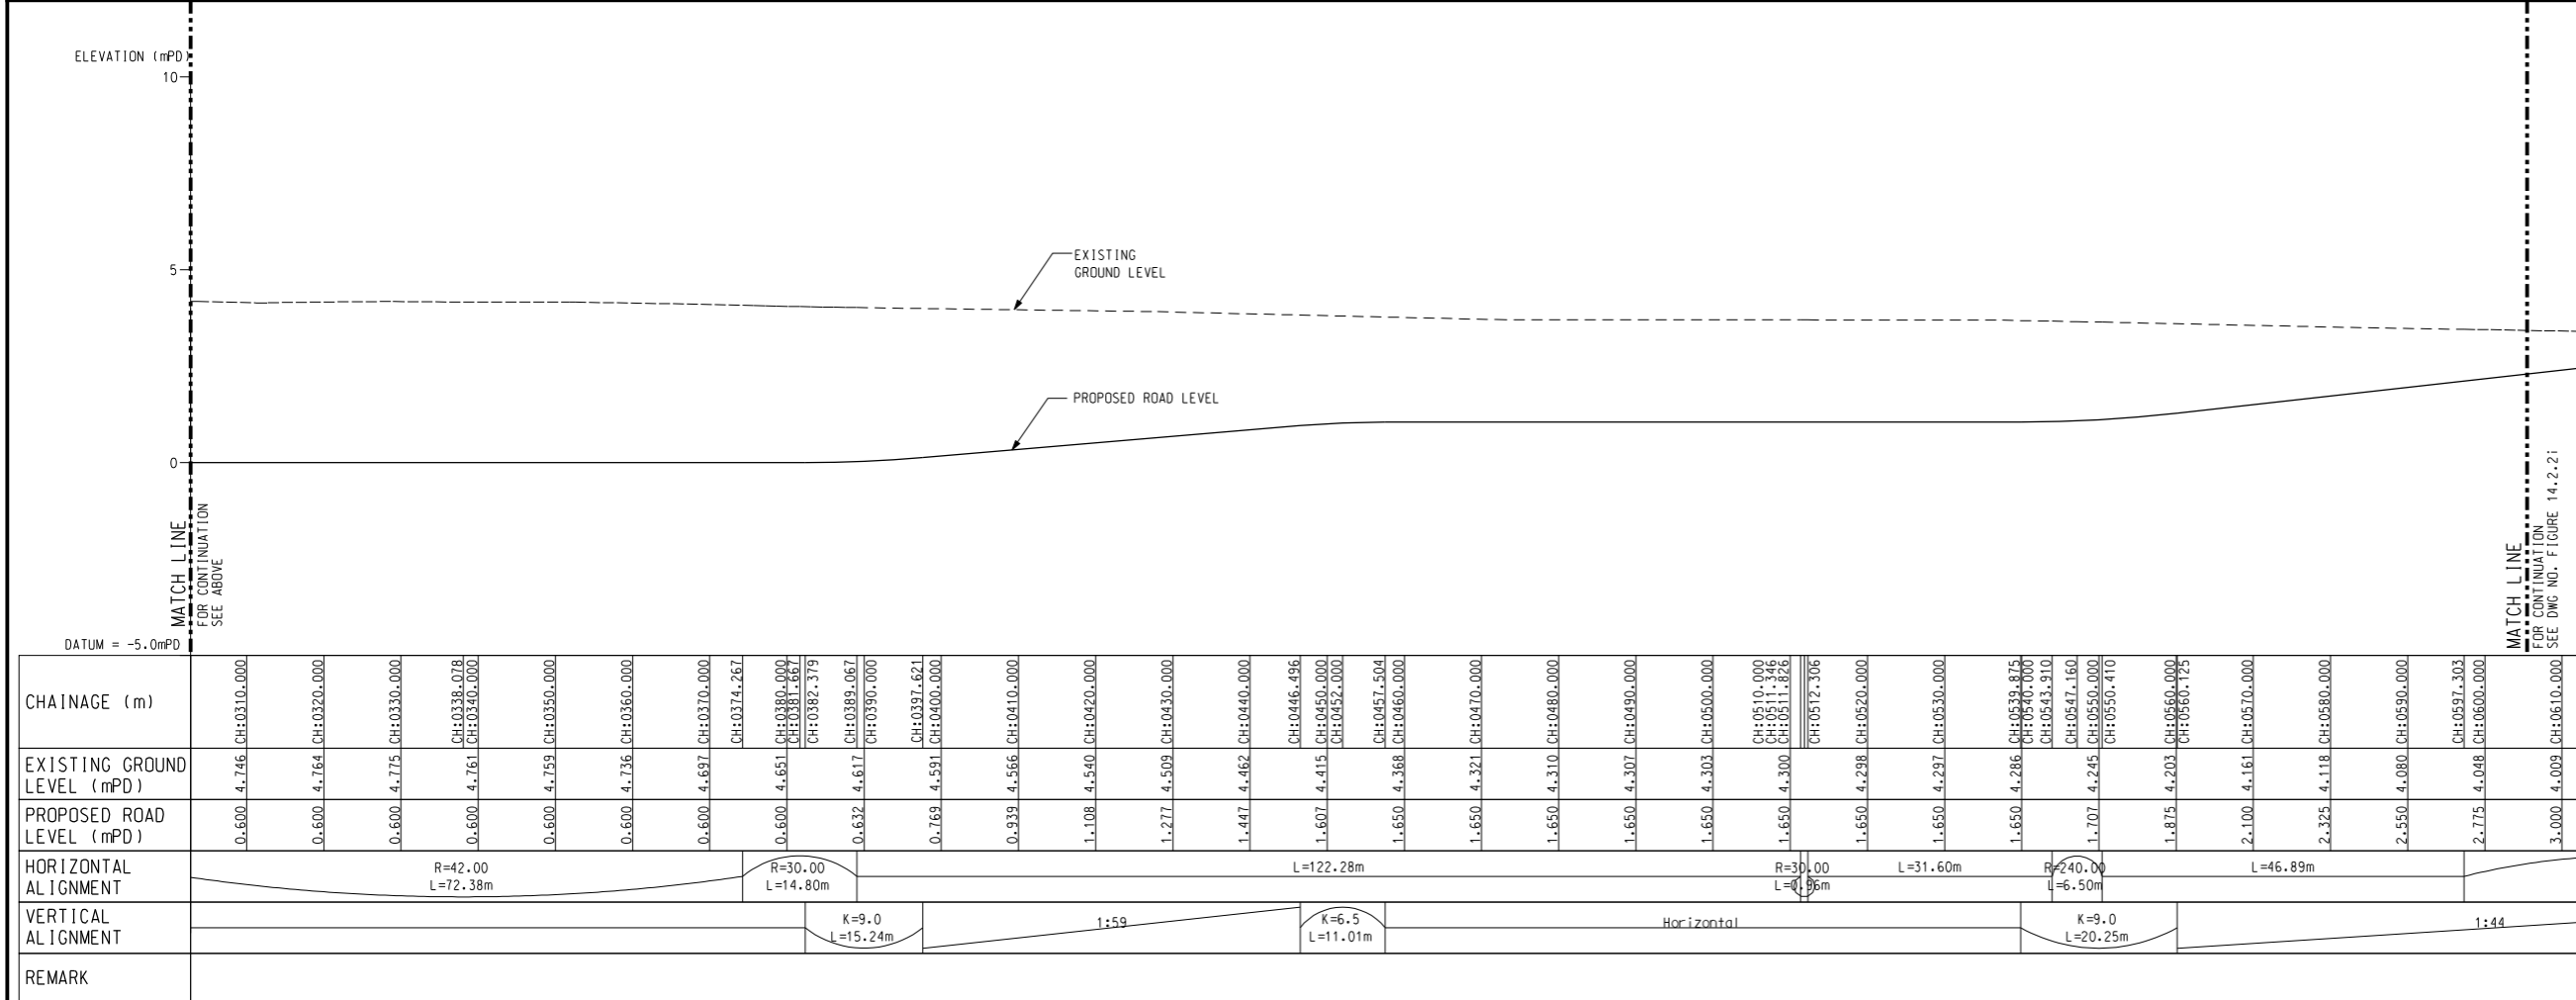 ELEVATION (mPD)
10
5
0
EXISTING
GROUND LEVEL
PROPOSED ROAD LEVEL
MATCH LINE
FOR CONTINUATION
SEE ABOVE
MATCH LINE
FOR CONTINUATION
SEE DWG NO. FIGURE 14.2.2i
DATUM = -5.0mPD
CHAINAGE (m)
CH:0310.000
CH:0320.000
CH:0330.000
CH:0338.078
CH:0340.000
CH:0350.000
CH:0360.000
CH:0370.000
CH:0374.267
CH:0380.000
CH:0381.667
CH:0382.379
CH:0389.067
CH:0390.000
CH:0397.621
CH:0400.000
CH:0410.000
CH:0420.000
CH:0430.000
CH:0440.000
CH:0446.496
CH:0450.000
CH:0452.000
CH:0457.504
CH:0460.000
CH:0470.000
CH:0480.000
CH:0490.000
CH:0500.000
CH:0510.000
CH:0511.346
CH:0511.826
CH:0512.306
CH:0520.000
CH:0530.000
CH:0539.875
CH:0540.000
CH:0543.910
CH:0547.160
CH:0550.000
CH:0550.410
CH:0560.000
CH:0560.125
CH:0570.000
CH:0580.000
CH:0590.000
CH:0597.303
CH:0600.000
CH:0610.000
EXISTING GROUND
LEVEL (mPD)
4.746
4.764
4.775
4.761
4.759
4.736
4.697
4.651
4.617
4.591
4.566
4.540
4.509
4.462
4.415
4.368
4.321
4.310
4.307
4.303
4.300
4.298
4.297
4.286
4.245
4.203
4.161
4.118
4.080
4.048
4.009
PROPOSED ROAD
LEVEL (mPD)
0.600
0.600
0.600
0.600
0.600
0.600
0.600
0.600
0.632
0.769
0.939
1.108
1.277
1.447
1.607
1.650
1.650
1.650
1.650
1.650
1.650
1.650
1.650
1.650
1.707
1.875
2.100
2.325
2.550
2.775
3.000
HORIZONTAL
ALIGNMENT
R=42.00
L=72.38m
R=30.00
L=14.80m
L=122.28m
R=30.00
L=0.96m
L=31.60m
R=240.00
L=6.50m
L=46.89m
VERTICAL
ALIGNMENT
K=9.0
L=15.24m
1:59
K=6.5
L=11.01m
Horizontal
K=9.0
L=20.25m
1:44
REMARK